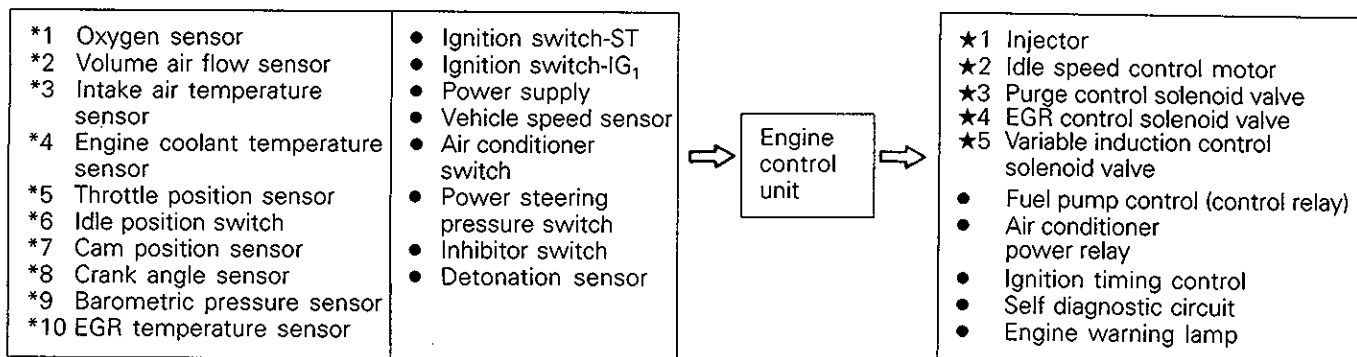 *1 Oxygen sensor
*2 Volume air flow sensor
*3 Intake air temperature
sensor
*4 Engine coolant temperature
sensor
*5 Throttle position sensor
*6 Idle position switch
*7 Cam position sensor
*8 Crank angle sensor
*9 Barometric pressure sensor
*10 EGR temperature sensor
● Ignition switch-ST
● Ignition switch-IG₁
● Power supply
● Vehicle speed sensor
● Air conditioner
switch
● Power steering
pressure switch
● Inhibitor switch
● Detonation sensor
Engine
control
unit
★1 Injector
★2 Idle speed control motor
★3 Purge control solenoid valve
★4 EGR control solenoid valve
★5 Variable induction control
solenoid valve
● Fuel pump control (control relay)
● Air conditioner
power relay
● Ignition timing control
● Self diagnostic circuit
● Engine warning lamp